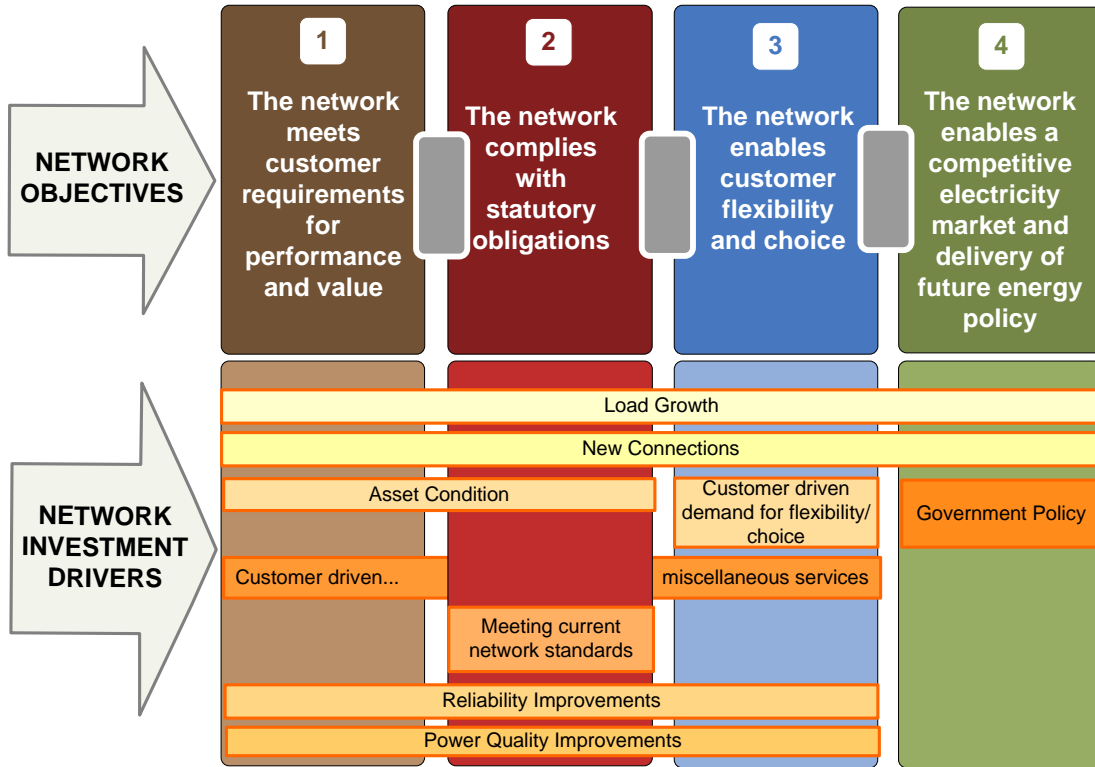 NETWORK
OBJECTIVES
1
The network
meets
customer
requirements
for
performance
and value
2
The network
complies
with
statutory
obligations
3
The network
enables
customer
flexibility
and choice
4
The network
enables a
competitive
electricity
market and
delivery of
future energy
policy
NETWORK
INVESTMENT
DRIVERS
Load Growth
New Connections
Asset Condition
Customer driven
demand for flexibility/
choice
Government Policy
Customer driven...
miscellaneous services
Meeting current
network standards
Reliability Improvements
Power Quality Improvements